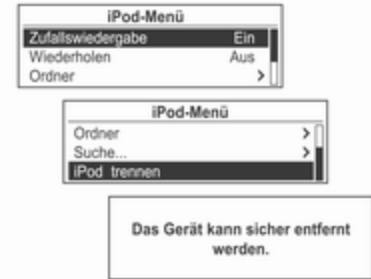 iPod-Menü
Zufallswiedergabe Ein
Wiederholen Aus
Ordner >
iPod-Menü
Ordner >
Suche... >
iPod trennen
Das Gerät kann sicher entfernt
werden.